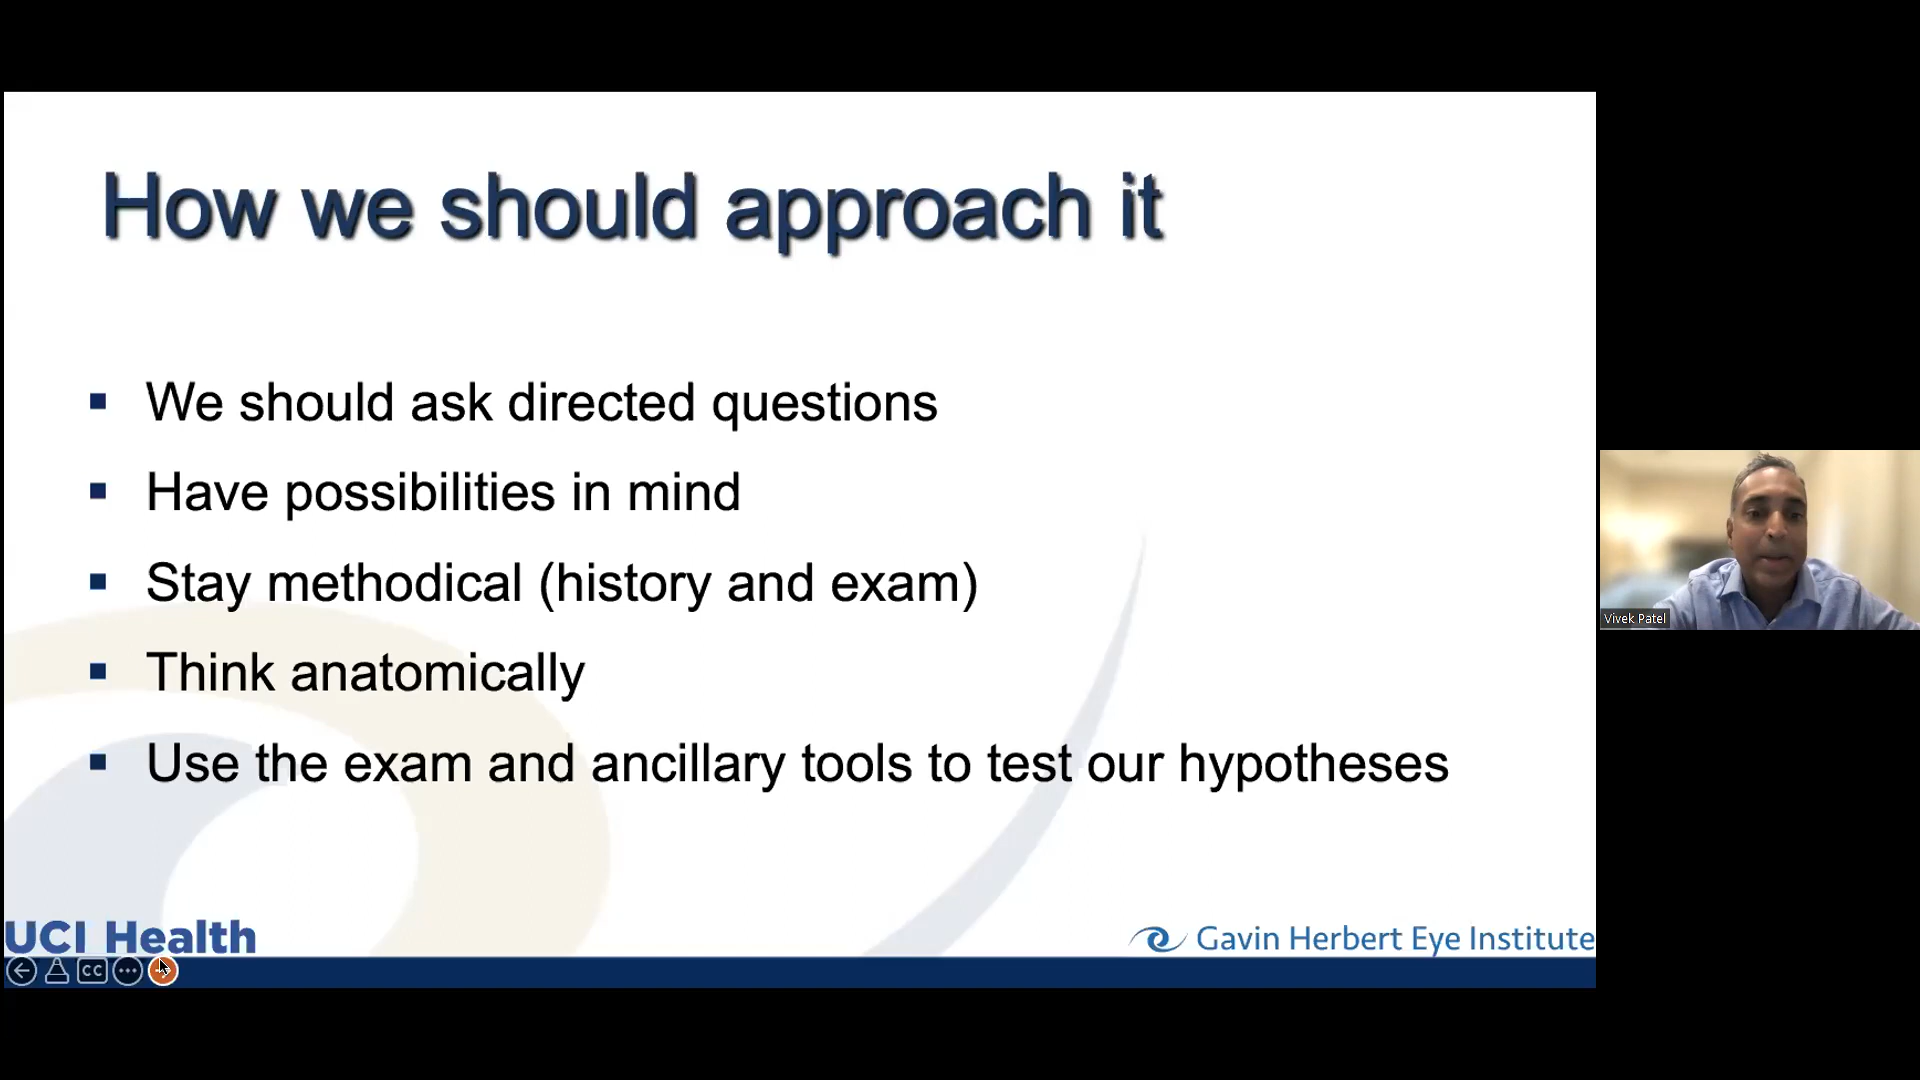 How we should approach it
We should ask directed questions
Have possibilities in mind
Stay methodical (history and exam)
Think anatomically
Use the exam and ancillary tools to test our hypotheses
Vivek Patel
UCI Health
Gavin Herbert Eye Institute
CC